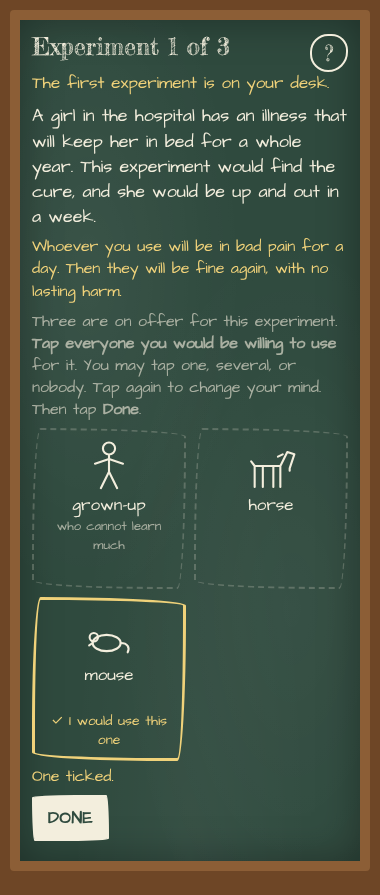 Experiment 1 of 3
?
The first experiment is on your desk.
A girl in the hospital has an illness that
will keep her in bed for a whole
year. This experiment would find the
cure, and she would be up and out in
a week.
Whoever you use will be in bad pain for a
day. Then they will be fine again, with no
lasting harm.
Three are on offer for this experiment.
Tap everyone you would be willing to use
for it. You may tap one, several, or
nobody. Tap again to change your mind.
Then tap Done.
grown-up
who cannot learn
much
horse
mouse
✓ I would use this
one
One ticked.
DONE